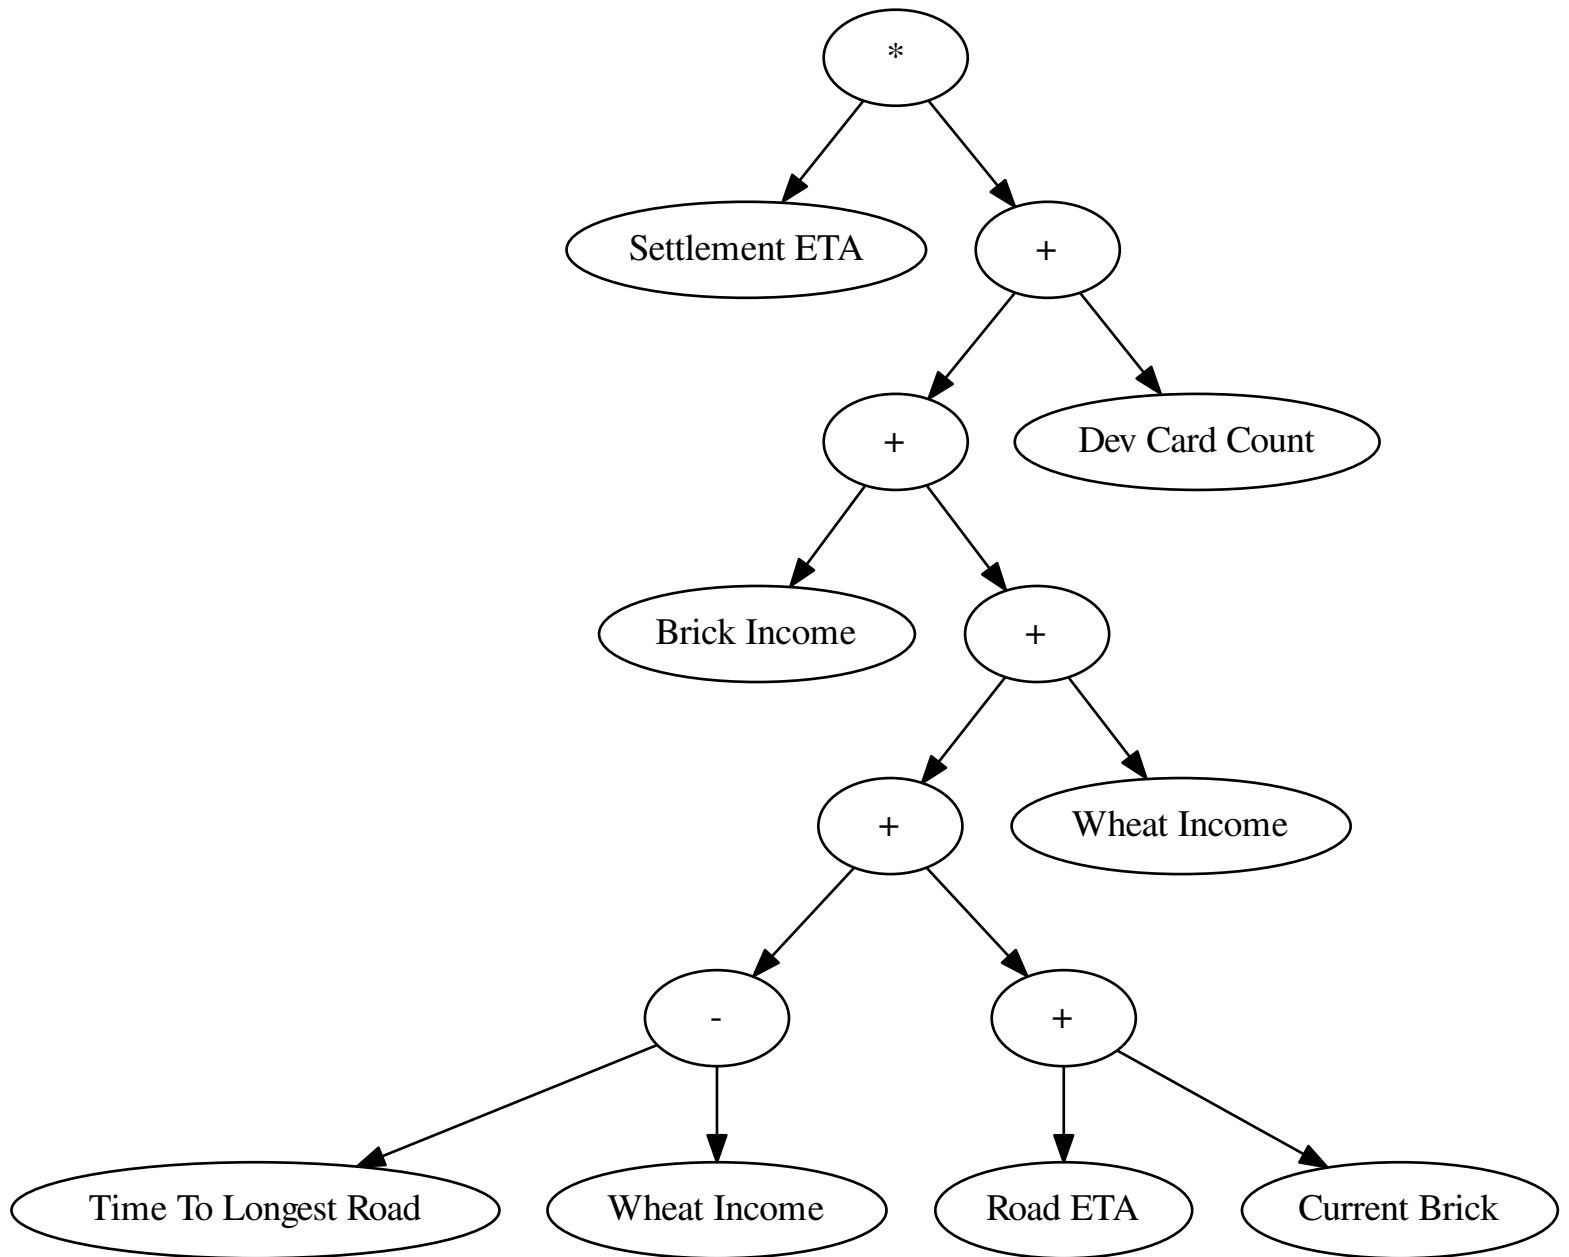 *
Settlement ETA
+
+
Dev Card Count
Brick Income
+
+
Wheat Income
-
+
Time To Longest Road
Wheat Income
Road ETA
Current Brick